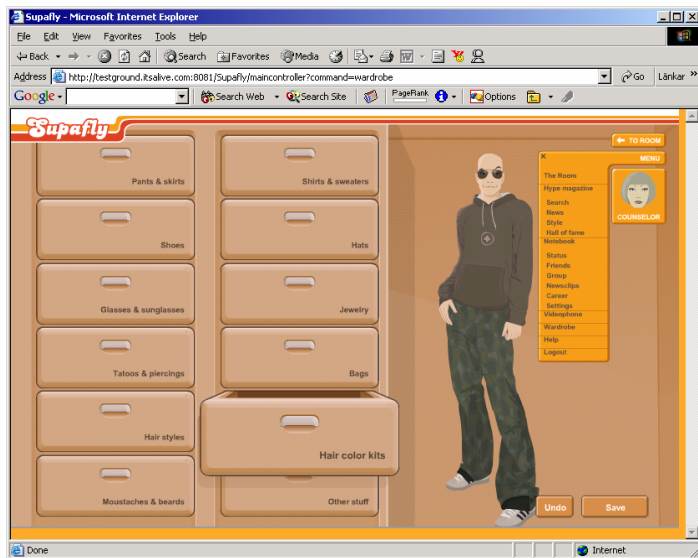 Supafly - Microsoft Internet Explorer
File Edit View Favorites Tools Help
Back Search Favorites Media
Address http://testground.itsalive.com:8081/Supafly/maincontroller?command=wardrobe Go Länkar »
Google Search Web Search Site PageRank Options
Supafly
TO ROOM
MENU
Pants & skirts
Shirts & sweaters
Shoes
Hats
Glasses & sunglasses
Jewelry
Tatoos & piercings
Bags
Hair styles
Hair color kits
Moustaches & beards
Other stuff
×
The Room
Hype magazine
Search
News
Style
Hall of fame
Notebook
Status
Friends
Group
Newsclips
Career
Settings
Videophone
Wardrobe
Help
Logout
COUNSELOR
Undo Save
Done Internet